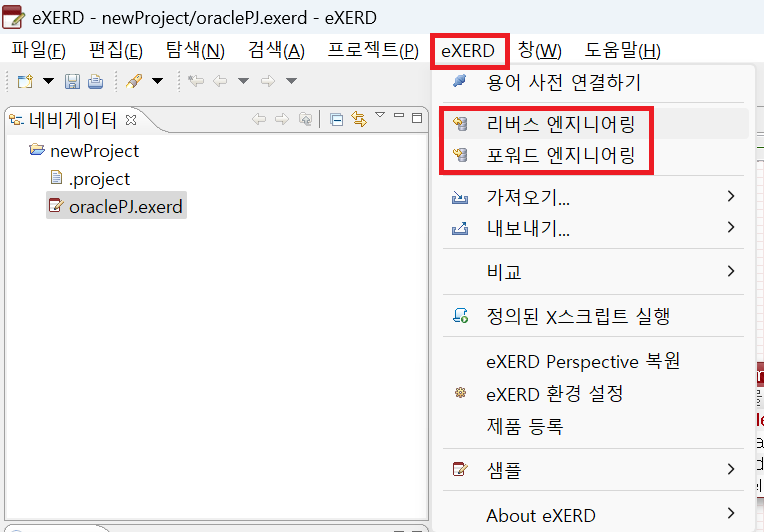 eXERD - newProject/oraclePJ.exerd - eXERD
파일(F) 편집(E) 탐색(N) 검색(A) 프로젝트(P) eXERD 창(W) 도움말(H)
네비게이터
newProject
.project
oraclePJ.exerd
용어 사전 연결하기
리버스 엔지니어링
포워드 엔지니어링
가져오기...
내보내기...
비교
정의된 X스크립트 실행
eXERD Perspective 복원
eXERD 환경 설정
제품 등록
샘플
About eXERD